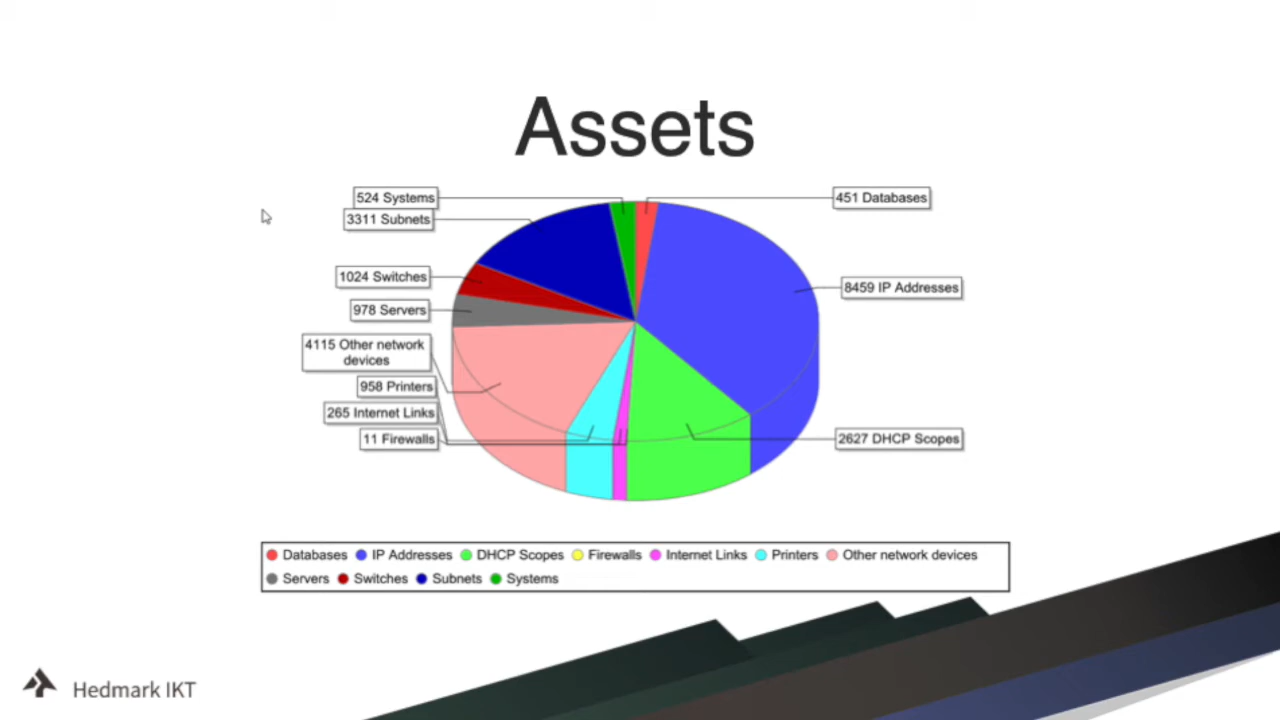 Assets
524 Systems
451 Databases
3311 Subnets
1024 Switches
8459 IP Addresses
978 Servers
4115 Other network
devices
958 Printers
265 Internet Links
11 Firewalls
2627 DHCP Scopes
Databases IP Addresses DHCP Scopes Firewalls Internet Links Printers Other network devices
Servers Switches Subnets Systems
Hedmark IKT